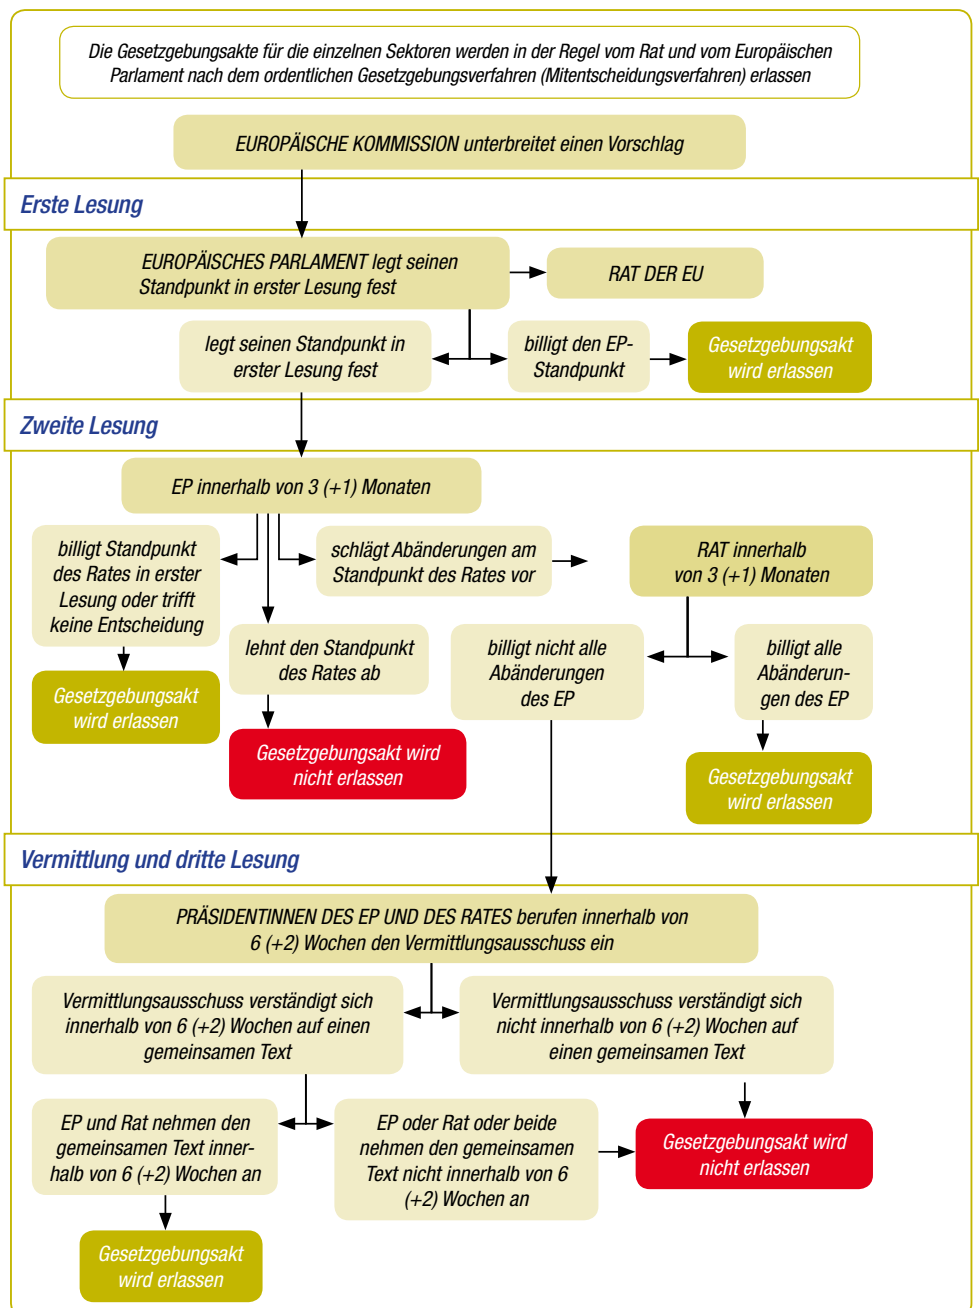 Die Gesetzgebungsakte für die einzelnen Sektoren werden in der Regel vom Rat und vom Europäischen
Parlament nach dem ordentlichen Gesetzgebungsverfahren (Mitentscheidungsverfahren) erlassen
EUROPÄISCHE KOMMISSION unterbreitet einen Vorschlag
Erste Lesung
EUROPÄISCHES PARLAMENT legt seinen
Standpunkt in erster Lesung fest
RAT DER EU
legt seinen Standpunkt in
erster Lesung fest
billigt den EP-
Standpunkt
Gesetzgebungsakt
wird erlassen
Zweite Lesung
EP innerhalb von 3 (+1) Monaten
billigt Standpunkt
des Rates in erster
Lesung oder trifft
keine Entscheidung
schlägt Abänderungen am
Standpunkt des Rates vor
RAT innerhalb
von 3 (+1) Monaten
lehnt den Standpunkt
des Rates ab
billigt nicht alle
Abänderungen
des EP
billigt alle
Abänderun-
gen des EP
Gesetzgebungsakt
wird erlassen
Gesetzgebungsakt wird
nicht erlassen
Gesetzgebungsakt
wird erlassen
Vermittlung und dritte Lesung
PRÄSIDENTINNEN DES EP UND DES RATES berufen innerhalb von
6 (+2) Wochen den Vermittlungsausschuss ein
Vermittlungsausschuss verständigt sich
innerhalb von 6 (+2) Wochen auf einen
gemeinsamen Text
Vermittlungsausschuss verständigt sich
nicht innerhalb von 6 (+2) Wochen auf
einen gemeinsamen Text
EP und Rat nehmen den
gemeinsamen Text inner-
halb von 6 (+2) Wochen an
EP oder Rat oder beide
nehmen den gemeinsamen
Text nicht innerhalb von 6
(+2) Wochen an
Gesetzgebungsakt wird
nicht erlassen
Gesetzgebungsakt
wird erlassen